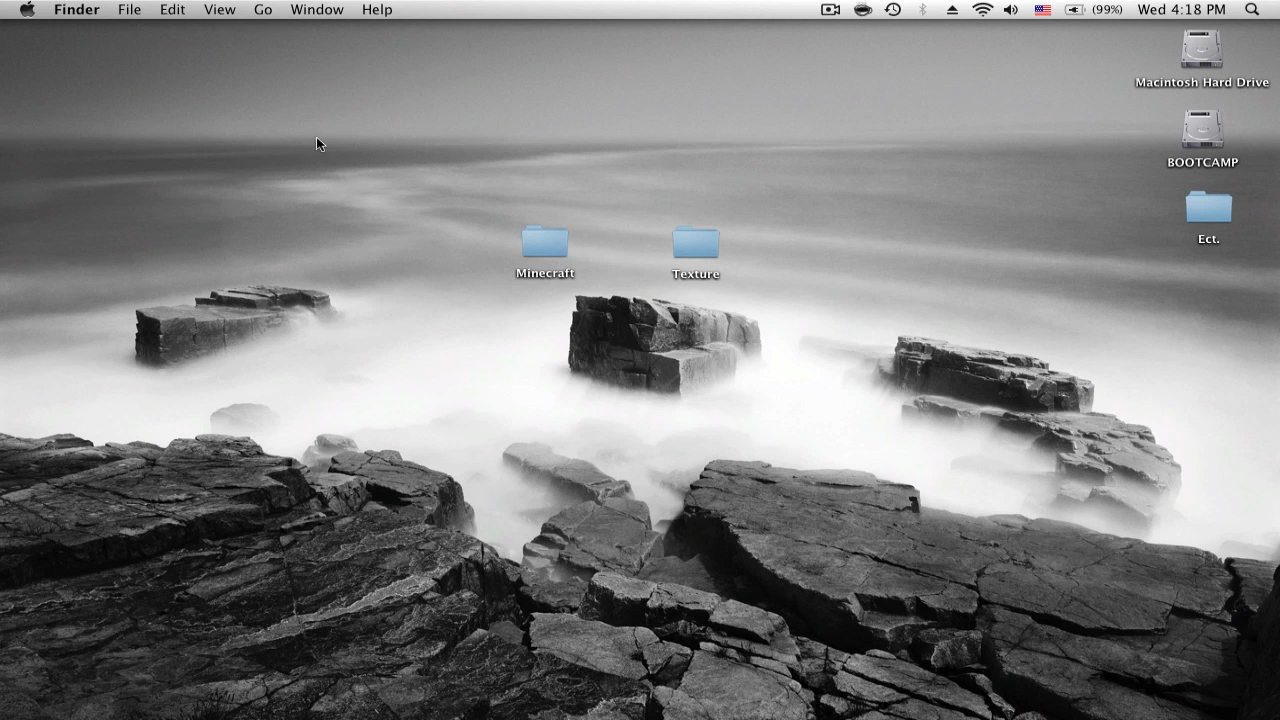 Finder File Edit View Go Window Help (99%) Wed 4:18 PM
Macintosh Hard Drive
BOOTCAMP
Ect.
Minecraft Texture